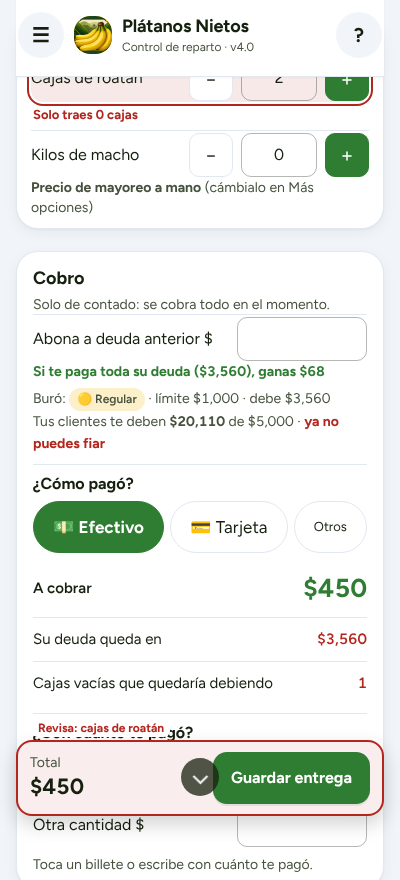 ☰
Plátanos Nietos
Control de reparto · v4.0
?
Cajas de roatán
−
2
+
Solo traes 0 cajas
Kilos de macho
−
0
+
Precio de mayoreo a mano (cámbialo en Más
opciones)
Cobro
Solo de contado: se cobra todo en el momento.
Abona a deuda anterior $
Si te paga toda su deuda ($3,560), ganas $68
Buró: 🟡 Regular · límite $1,000 · debe $3,560
Tus clientes te deben $20,110 de $5,000 · ya no
puedes fiar
¿Cómo pagó?
💵 Efectivo
💳 Tarjeta
Otros
A cobrar
$450
Su deuda queda en
$3,560
Cajas vacías que quedaría debiendo
1
¿Con cuánto te pagó?
Revisa: cajas de roatán
Total
$450
Guardar entrega
Otra cantidad $
Toca un billete o escribe con cuánto te pagó.